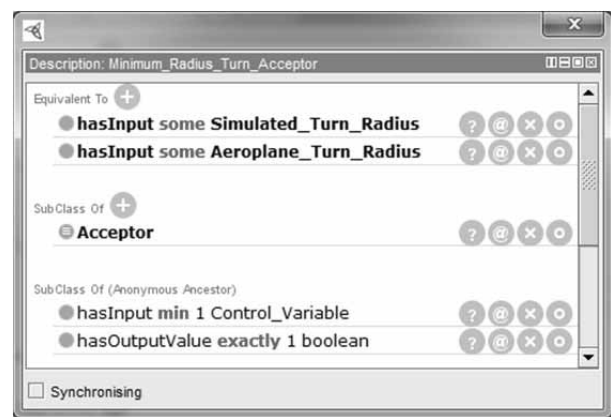 Description: Minimum_Radius_Turn_Acceptor
Equivalent To
hasInput some Simulated_Turn_Radius
hasInput some Aeroplane_Turn_Radius
SubClass Of
Acceptor
SubClass Of (Anonymous Ancestor)
hasInput min 1 Control_Variable
hasOutputValue exactly 1 boolean
Synchronising